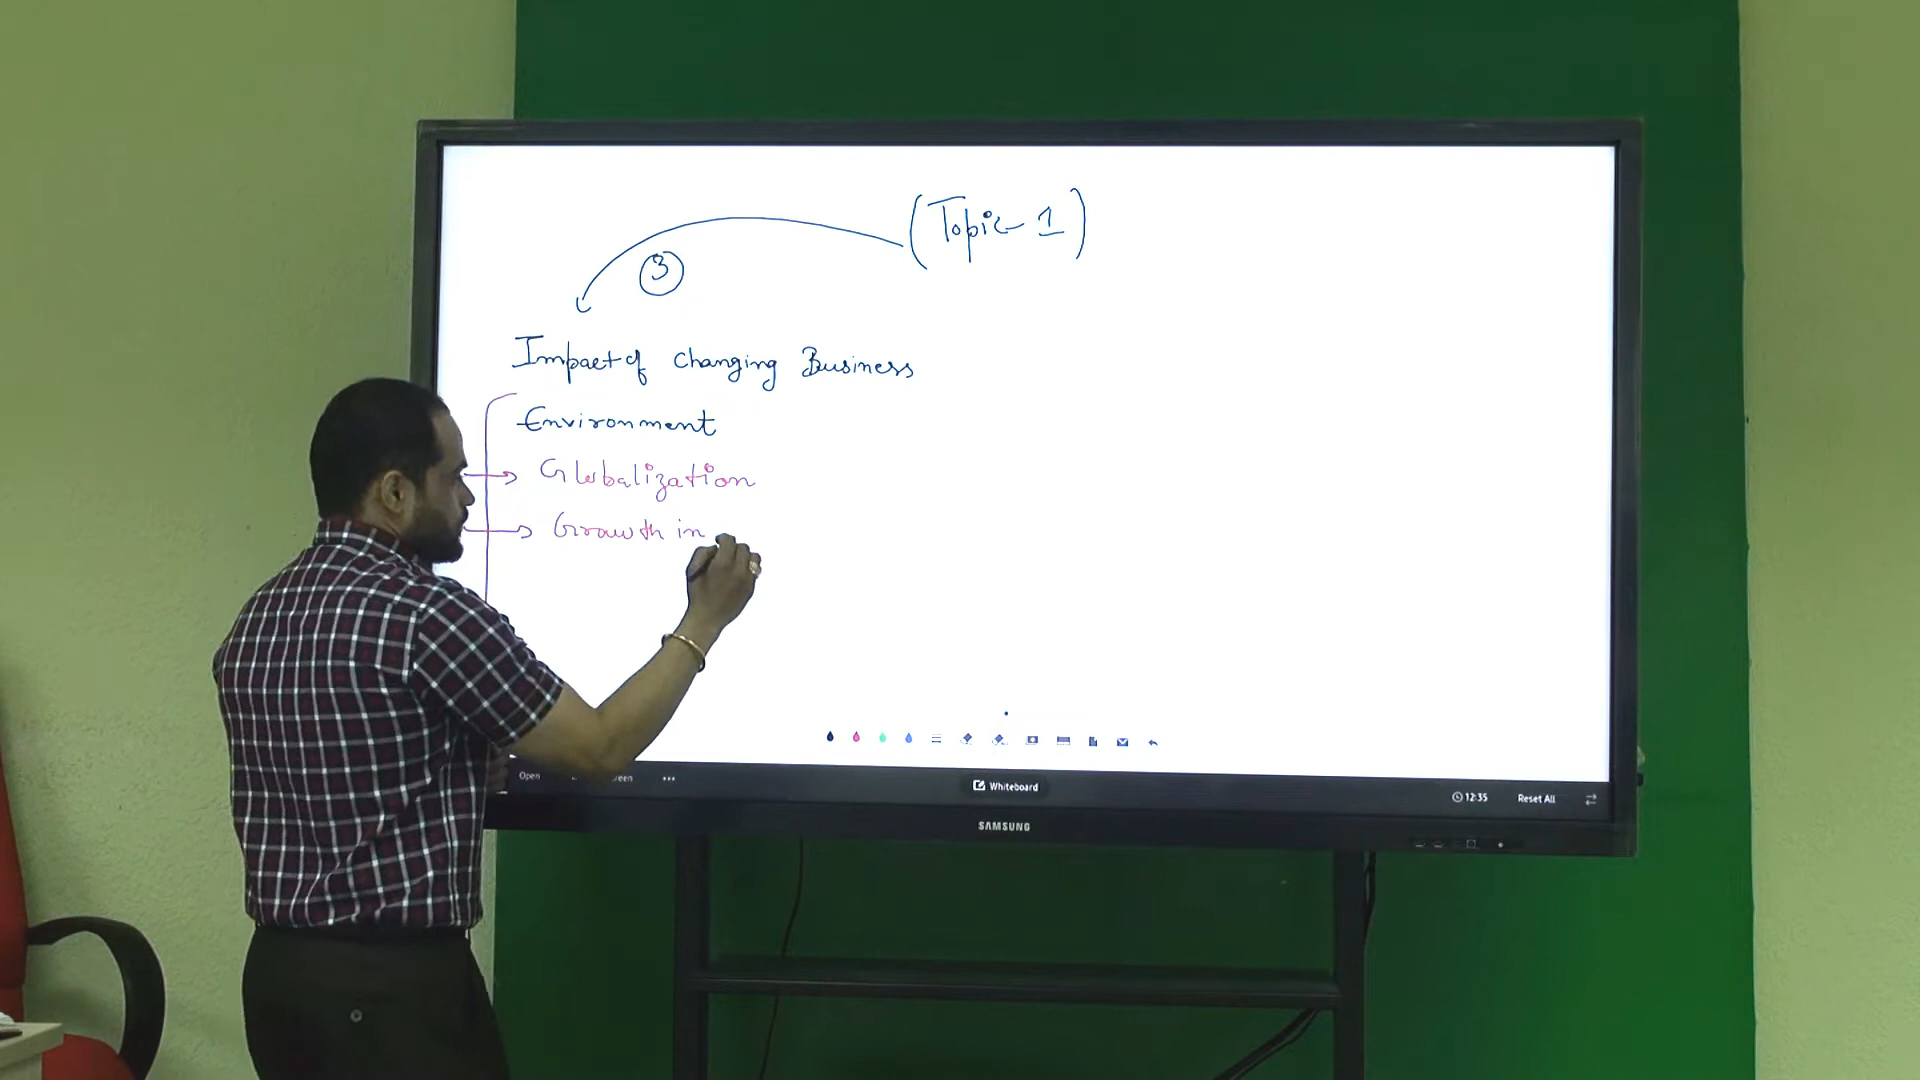 (Topic-1)
3
Impact of changing Business
Environment
Globalization
Growth in
Open
Whiteboard
12:35
Reset All
SAMSUNG